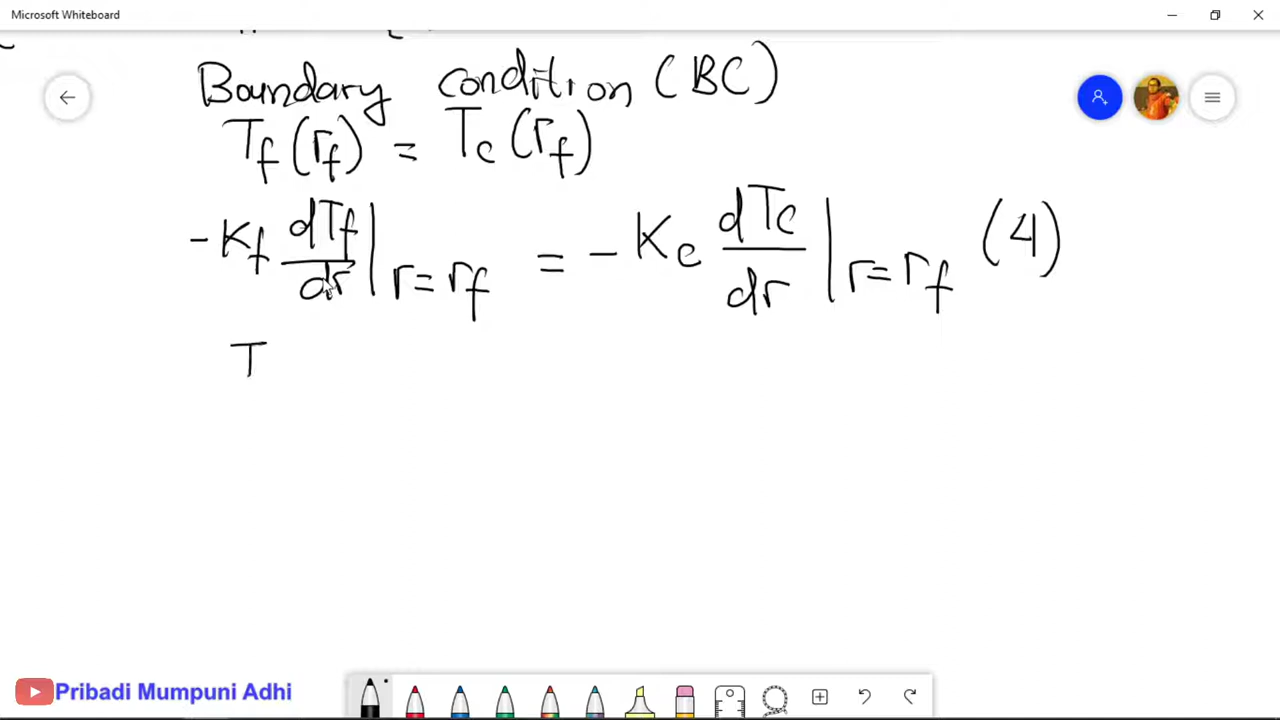 Microsoft Whiteboard
Boundary condition (BC)
Tf(rf) = Tc(rf)
-Kf dTf/dr | r=rf = -Kc dTc/dr | r=rf (4)
T
Pribadi Mumpuni Adhi